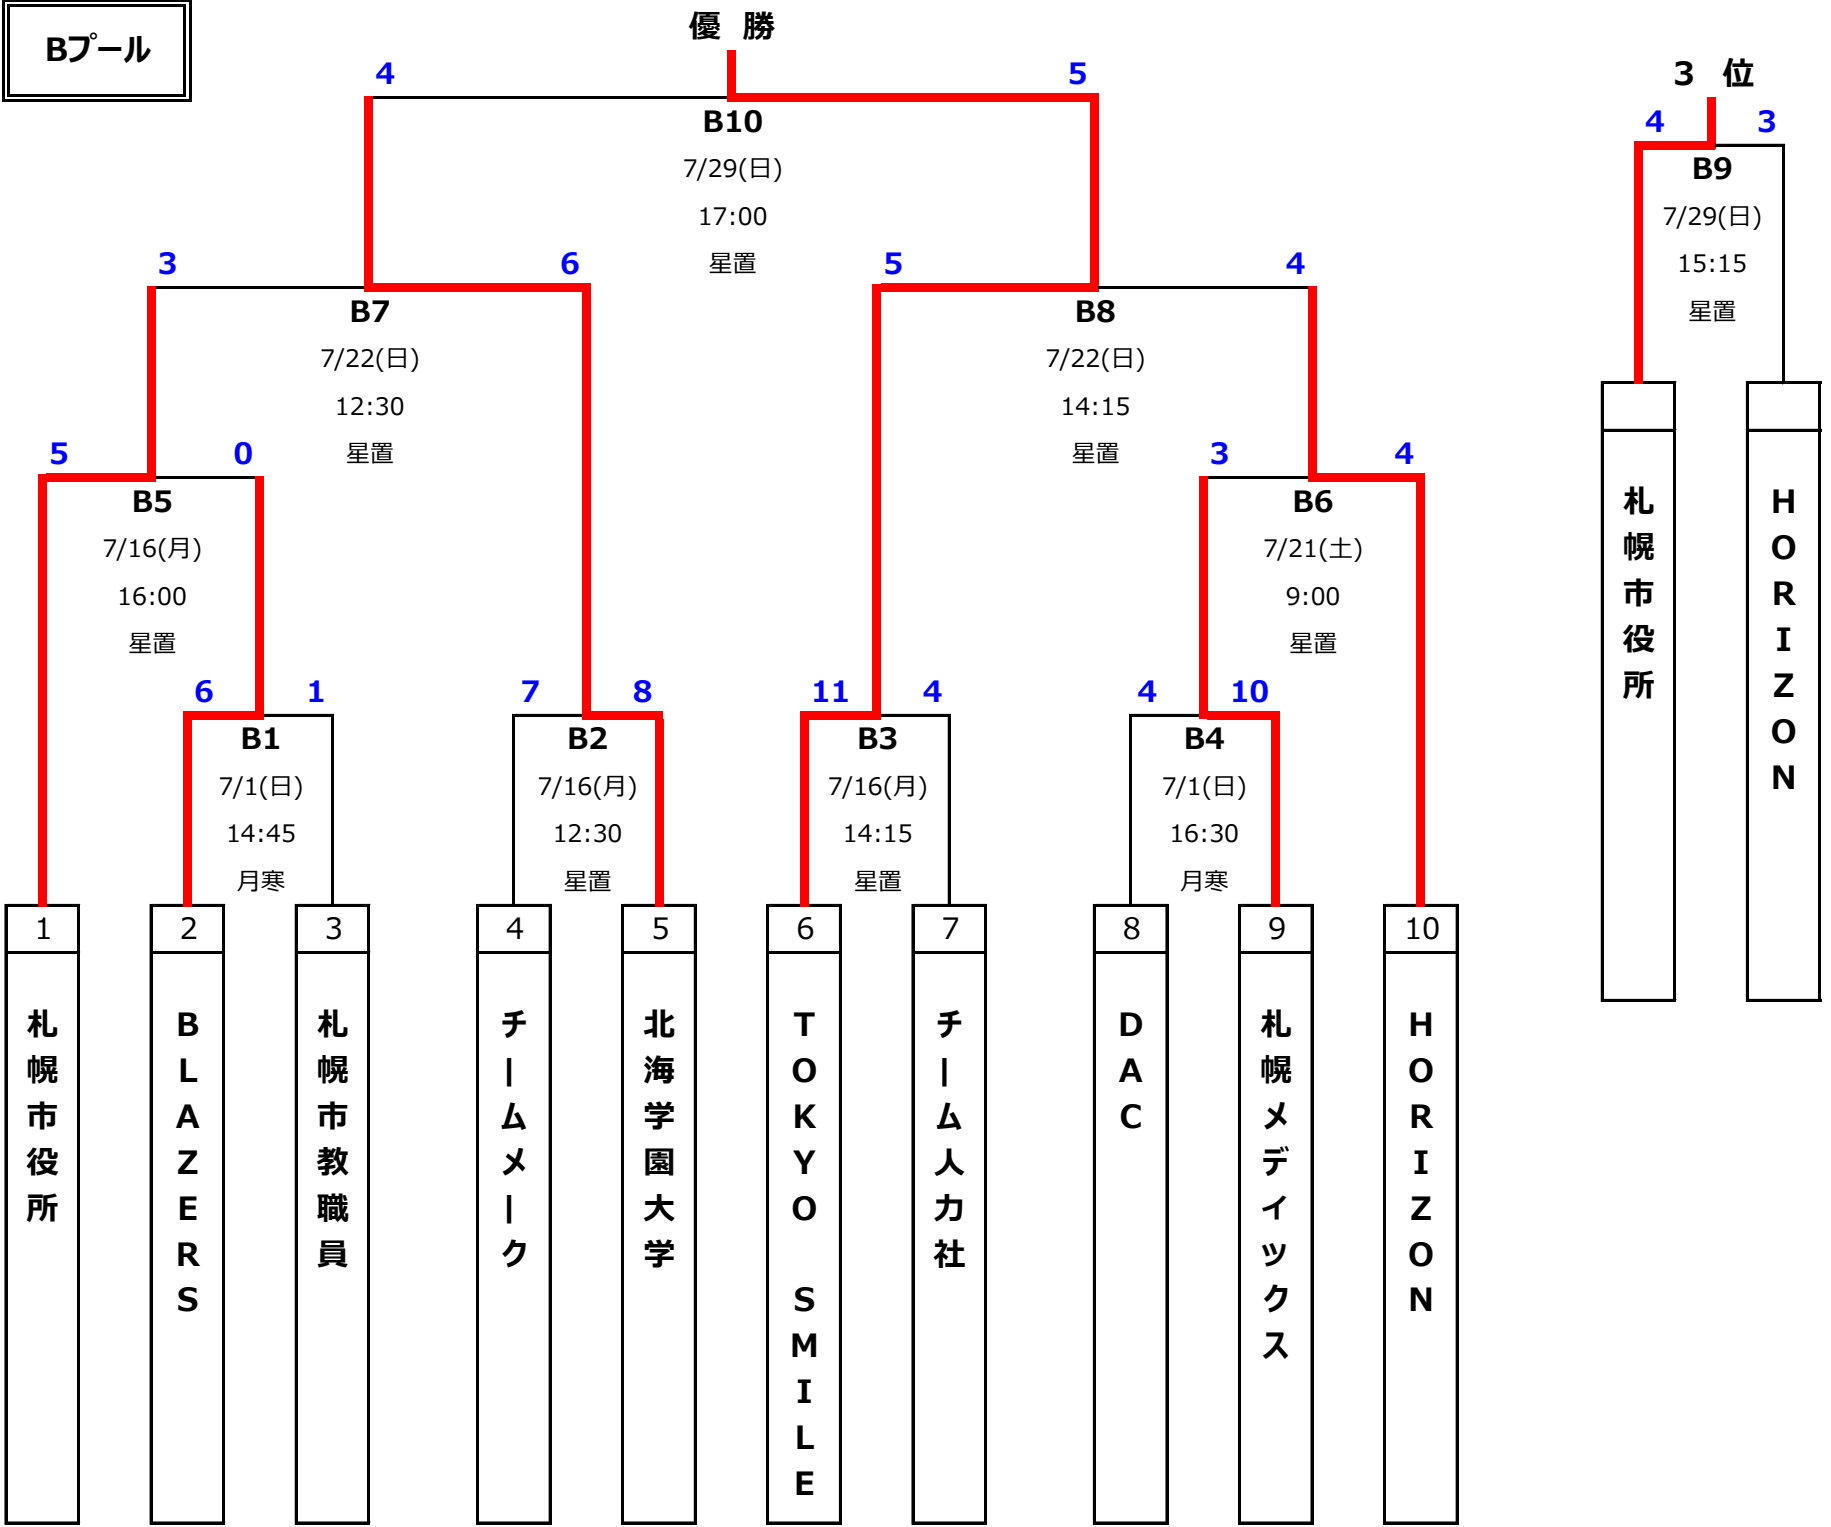 Bプール
優 勝
3 位
4
5
B10
7/29(日)
17:00
星置
4
3
B9
7/29(日)
15:15
星置
3
6
B7
7/22(日)
12:30
星置
5
4
B8
7/22(日)
14:15
星置
5
0
B5
7/16(月)
16:00
星置
3
4
B6
7/21(土)
9:00
星置
6
1
B1
7/1(日)
14:45
月寒
7
8
B2
7/16(月)
12:30
星置
11
4
B3
7/16(月)
14:15
星置
4
10
B4
7/1(日)
16:30
月寒
1
札幌市役所
2
BLAZERS
3
札幌市教職員
4
チームメーク
5
北海学園大学
6
TOKYO SMILE
7
チーム人力社
8
DAC
9
札幌メディックス
10
HORIZON
札幌市役所
HORIZON